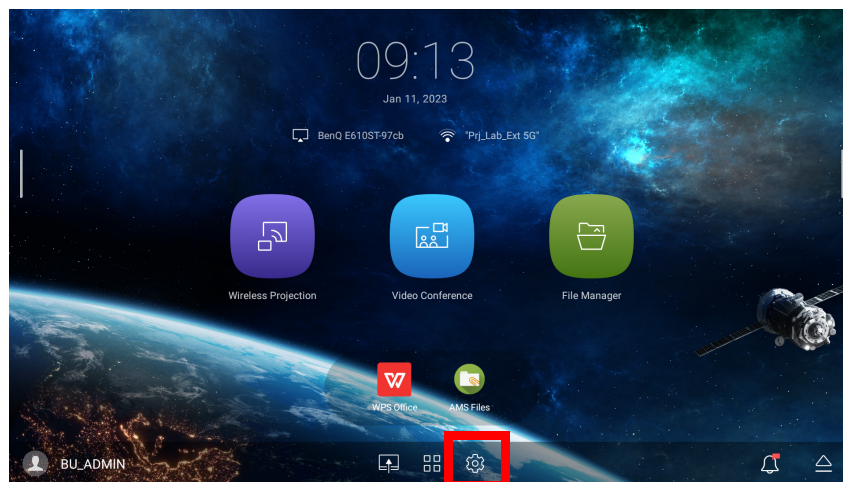 09:13
Jan 11, 2023
BenQ E610ST-97cb "Prj_Lab_Ext 5G"
Wireless Projection Video Conference File Manager
WPS Office AMS Files
BU_ADMIN